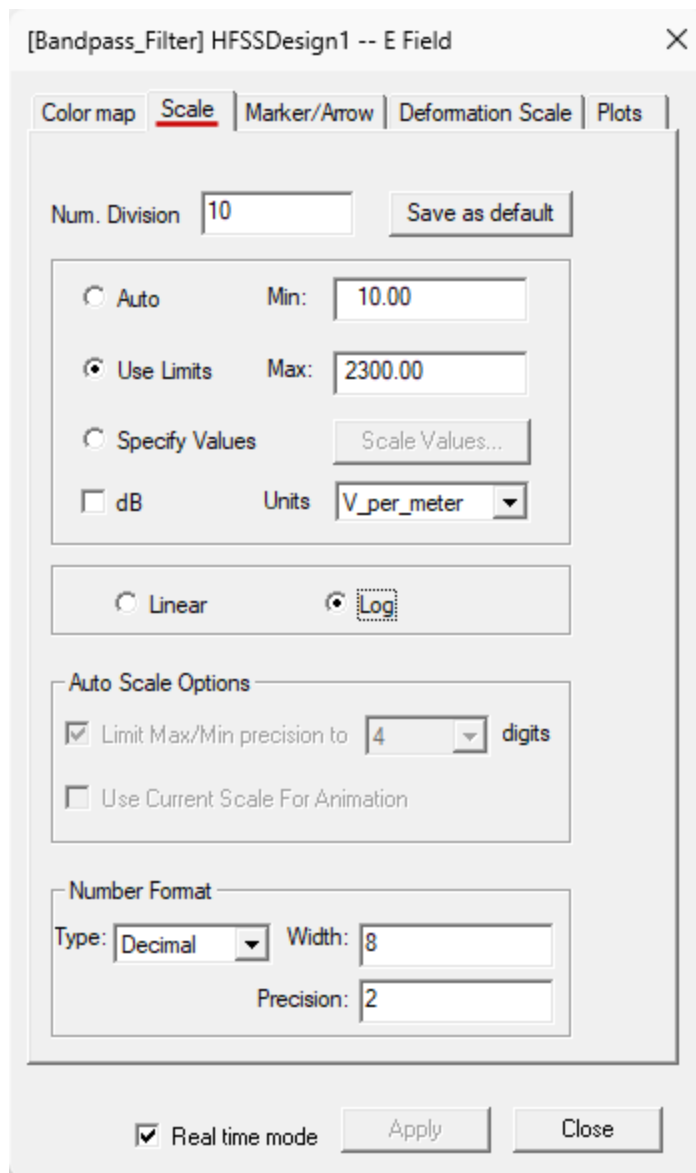 [Bandpass_Filter] HFSSDesign1 -- E Field
Color map Scale Marker/Arrow Deformation Scale Plots
Num. Division 10 Save as default
Auto Min: 10.00
Use Limits Max: 2300.00
Specify Values Scale Values...
dB Units V_per_meter
Linear Log
Auto Scale Options
Limit Max/Min precision to 4 digits
Use Current Scale For Animation
Number Format
Type: Decimal Width: 8
Precision: 2
Real time mode Apply Close